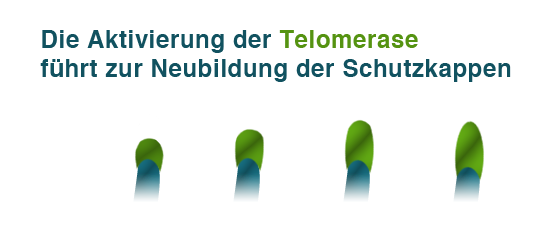 Die Aktivierung der Telomerase
führt zur Neubildung der Schutzkappen